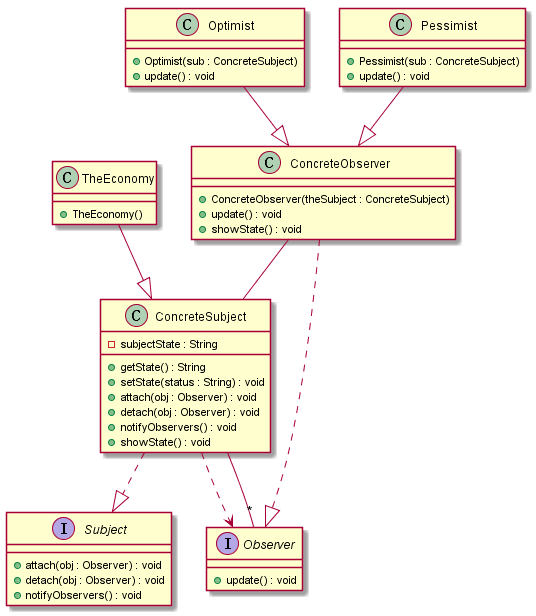 C Optimist
Optimist(sub : ConcreteSubject)
update() : void
C Pessimist
Pessimist(sub : ConcreteSubject)
update() : void
C ConcreteObserver
ConcreteObserver(theSubject : ConcreteSubject)
update() : void
showState() : void
C TheEconomy
TheEconomy()
C ConcreteSubject
subjectState : String
getState() : String
setState(status : String) : void
attach(obj : Observer) : void
detach(obj : Observer) : void
notifyObservers() : void
showState() : void
*
I Subject
attach(obj : Observer) : void
detach(obj : Observer) : void
notifyObservers() : void
I Observer
update() : void